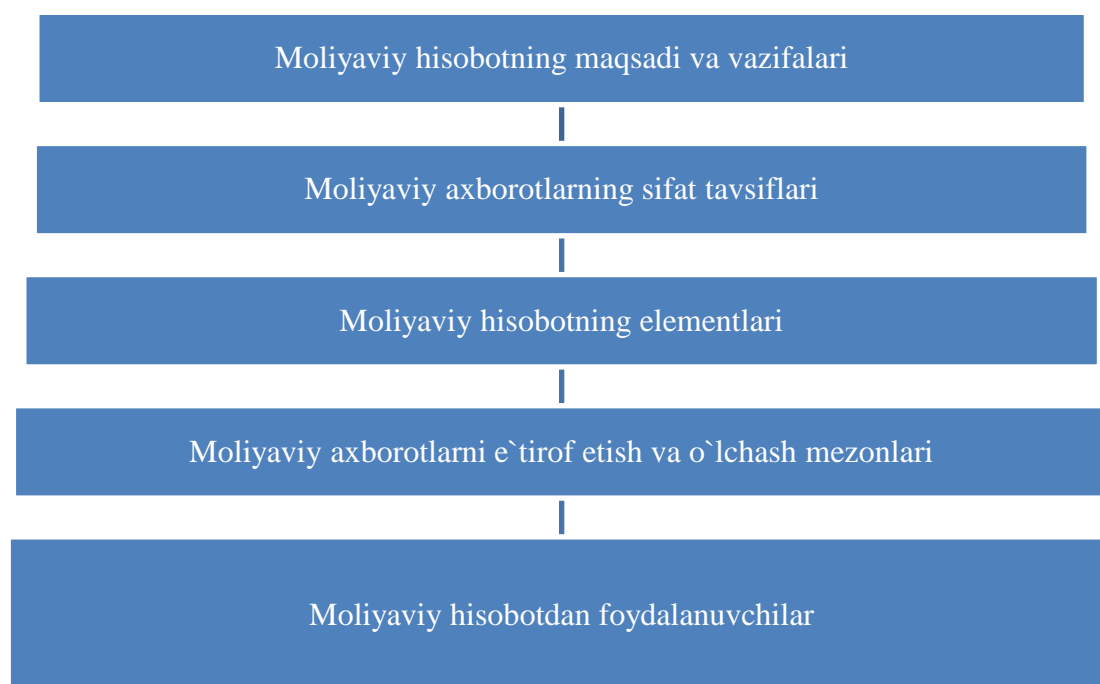 Moliyaviy hisobotning maqsadi va vazifalari
Moliyaviy axborotlarning sifat tavsiflari
Moliyaviy hisobotning elementlari
Moliyaviy axborotlarni e`tirof etish va o`lchash mezonlari
Moliyaviy hisobotdan foydalanuvchilar